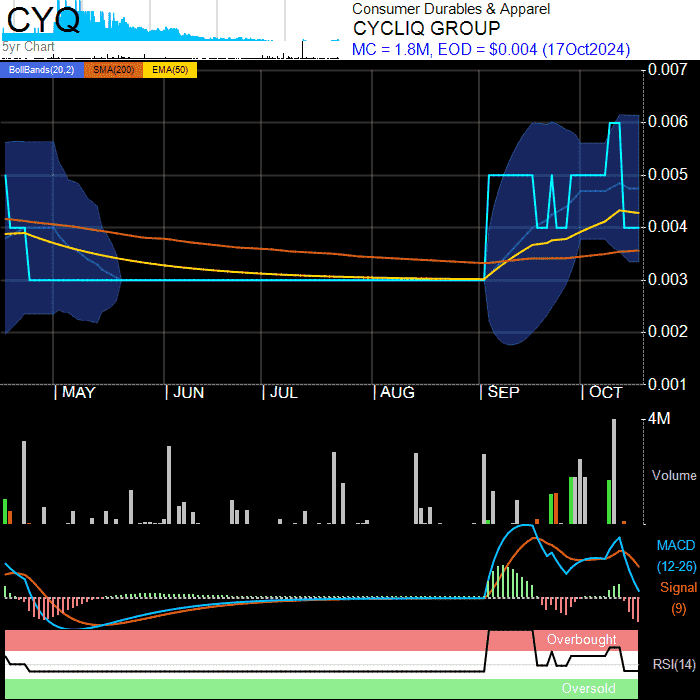 CYQ
Consumer Durables & Apparel
CYCLIQ GROUP
5yr Chart
MC = 1.8M, EOD = $0.004 (17Oct2024)
BollBands(20,2) SMA(200) EMA(50)
0.007
0.006
0.005
0.004
0.003
0.002
0.001
MAY JUN JUL AUG SEP OCT
4M
Volume
MACD
(12-26)
Signal
(9)
Overbought
RSI(14)
Oversold